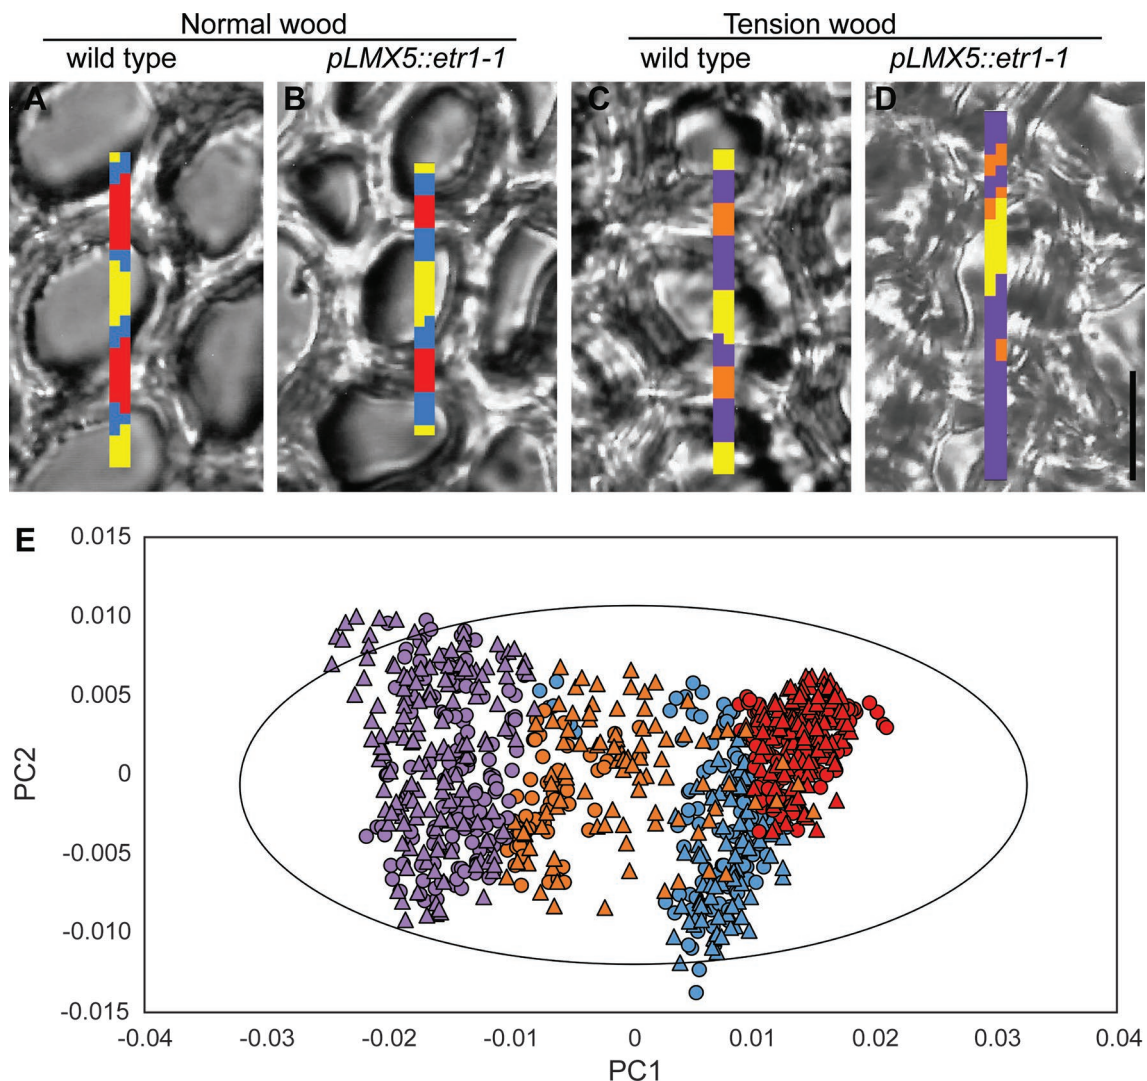 Normal wood
Tension wood
wild type
pLMX5::etr1-1
wild type
pLMX5::etr1-1
A
B
C
D
E
0.015
0.010
0.005
0
-0.005
-0.010
-0.015
PC2
-0.04
-0.03
-0.02
-0.01
0
0.01
0.02
0.03
0.04
PC1